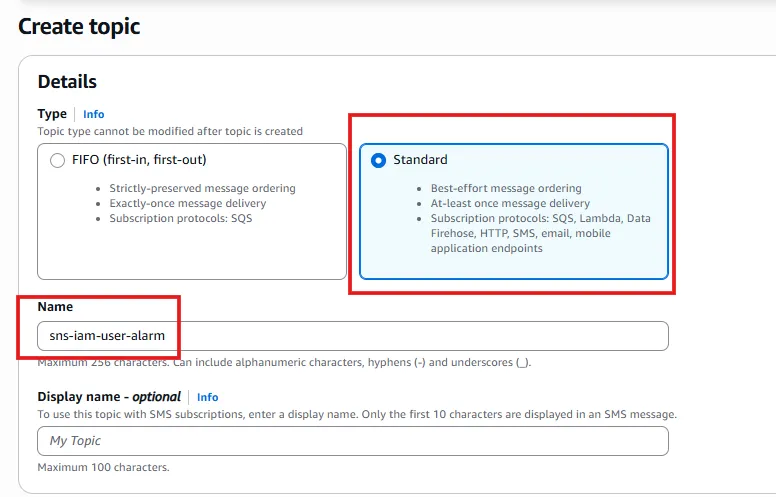 Create topic
Details
Type Info
Topic type cannot be modified after topic is created
FIFO (first-in, first-out)
• Strictly-preserved message ordering
• Exactly-once message delivery
• Subscription protocols: SQS
Standard
• Best-effort message ordering
• At-least once message delivery
• Subscription protocols: SQS, Lambda, Data
Firehose, HTTP, SMS, email, mobile
application endpoints
Name
sns-iam-user-alarm
Maximum 256 characters. Can include alphanumeric characters, hyphens (-) and underscores (_).
Display name - optional Info
To use this topic with SMS subscriptions, enter a display name. Only the first 10 characters are displayed in an SMS message.
My Topic
Maximum 100 characters.